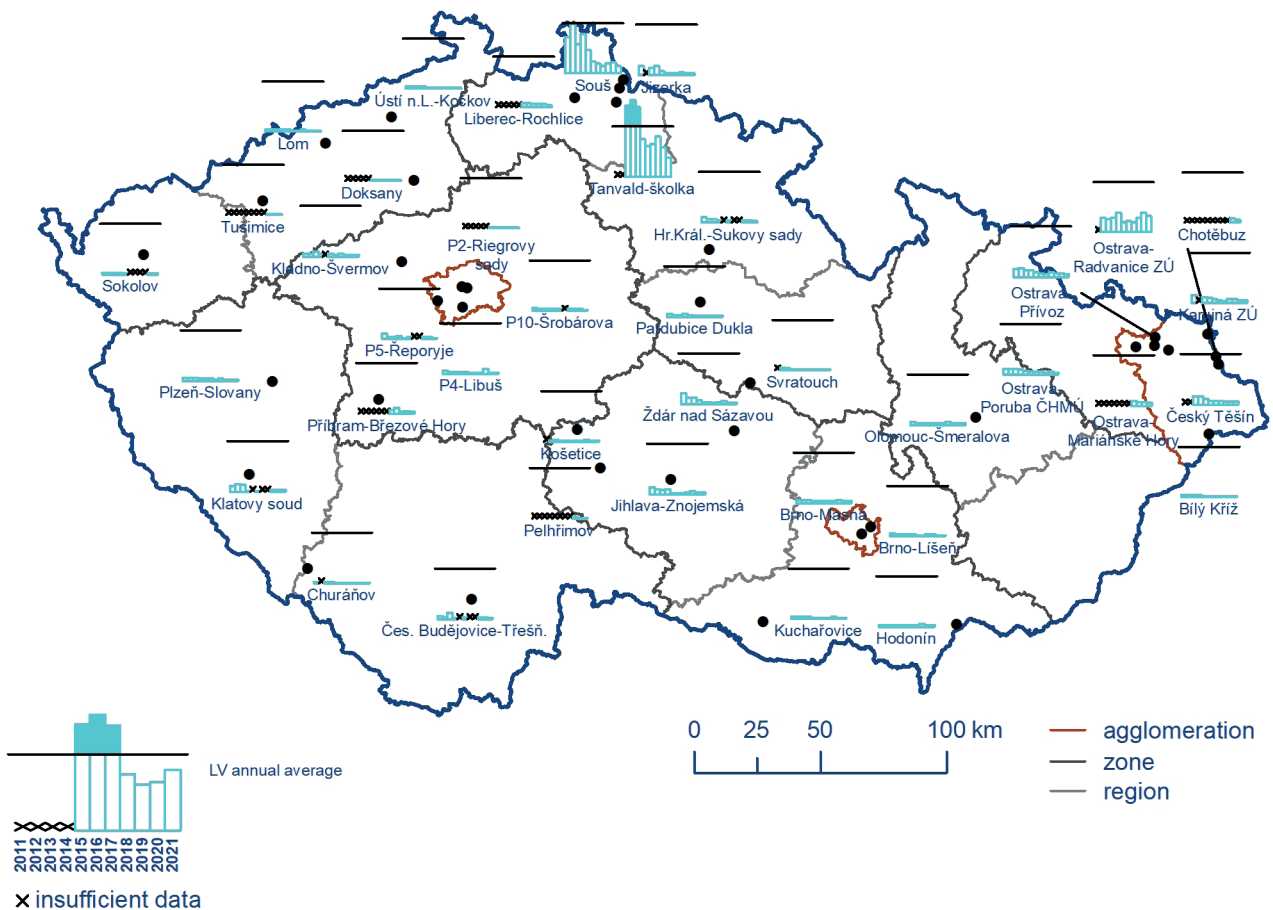 Souš
Jizerka
Ústí n.L.-Kočkov
Liberec-Rochlice
Lom
Doksany
Tanvald-školka
Tušimice
Hr.Král.-Sukovy sady
Kladno-Švermov
P2-Riegrovy
sady
Sokolov
Ostrava-
Radvanice ZÚ
Chotěbuz
Ostrava-
Přívoz
Karviná ZÚ
P10-Šrobárova
Pardubice Dukla
P5-Řeporyje
P4-Libuš
Plzeň-Slovany
Svratouch
Ostrava-
Poruba ČHMÚ
Příbram-Březové Hory
Žďár nad Sázavou
Olomouc-Šmeralova
Ostrava-
Mariánské Hory
Český Těšín
Košetice
Klatovy soud
Jihlava-Znojemská
Bílý Kříž
Pelhřimov
Brno-Masná
Brno-Líšeň
Churáňov
Čes. Budějovice-Třešň.
Kuchařovice
Hodonín
0 25 50 100 km
agglomeration
zone
region
LV annual average
2011 2012 2013 2014 2015 2016 2017 2018 2019 2020 2021
insufficient data